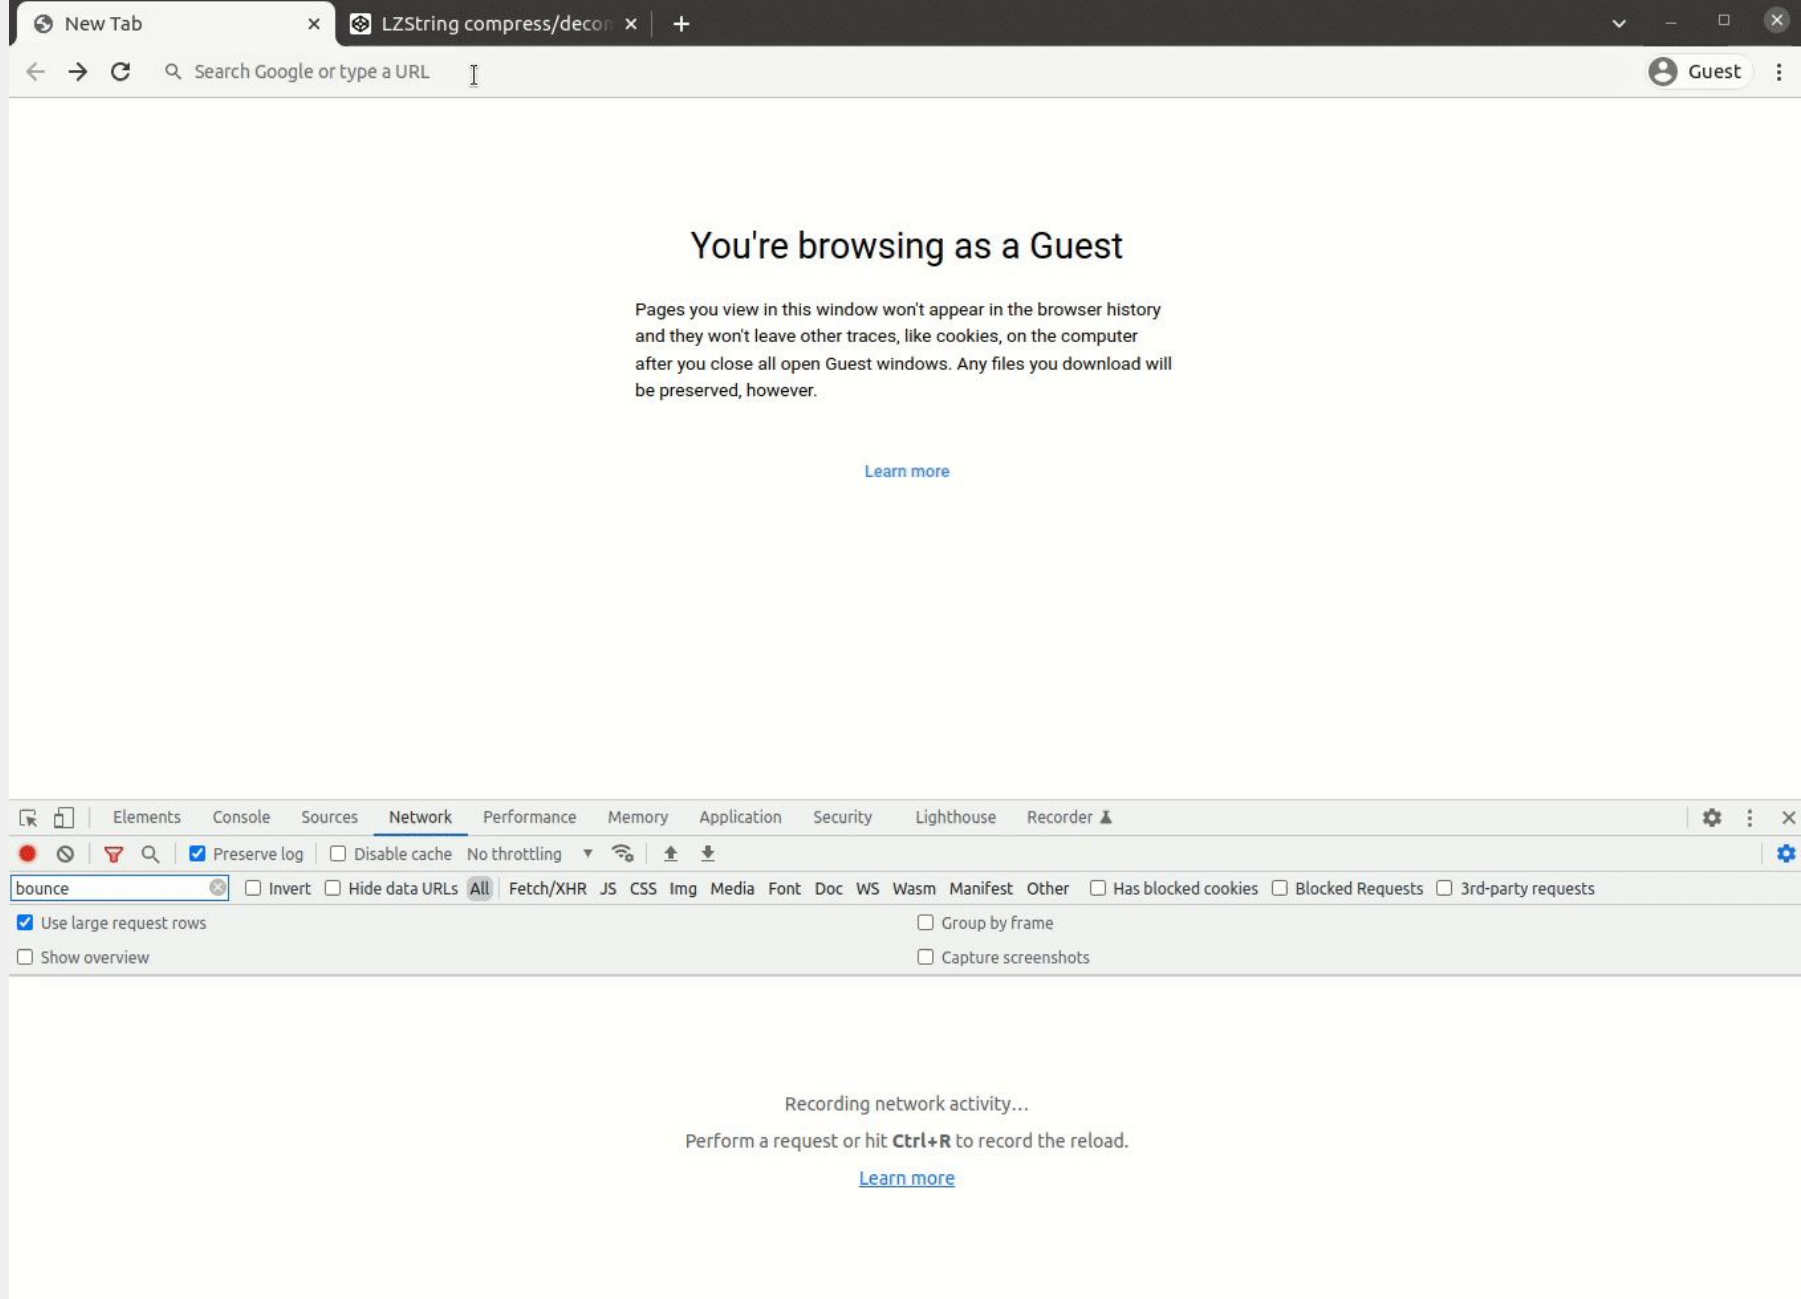 New Tab
LZString compress/decon
Search Google or type a URL
Guest
You're browsing as a Guest
Pages you view in this window won't appear in the browser history
and they won't leave other traces, like cookies, on the computer
after you close all open Guest windows. Any files you download will
be preserved, however.
Learn more
Elements Console Sources Network Performance Memory Application Security Lighthouse Recorder
Preserve log Disable cache No throttling
bounce Invert Hide data URLs All Fetch/XHR JS CSS Img Media Font Doc WS Wasm Manifest Other Has blocked cookies Blocked Requests 3rd-party requests
Use large request rows Group by frame
Show overview Capture screenshots
Recording network activity…
Perform a request or hit Ctrl+R to record the reload.
Learn more